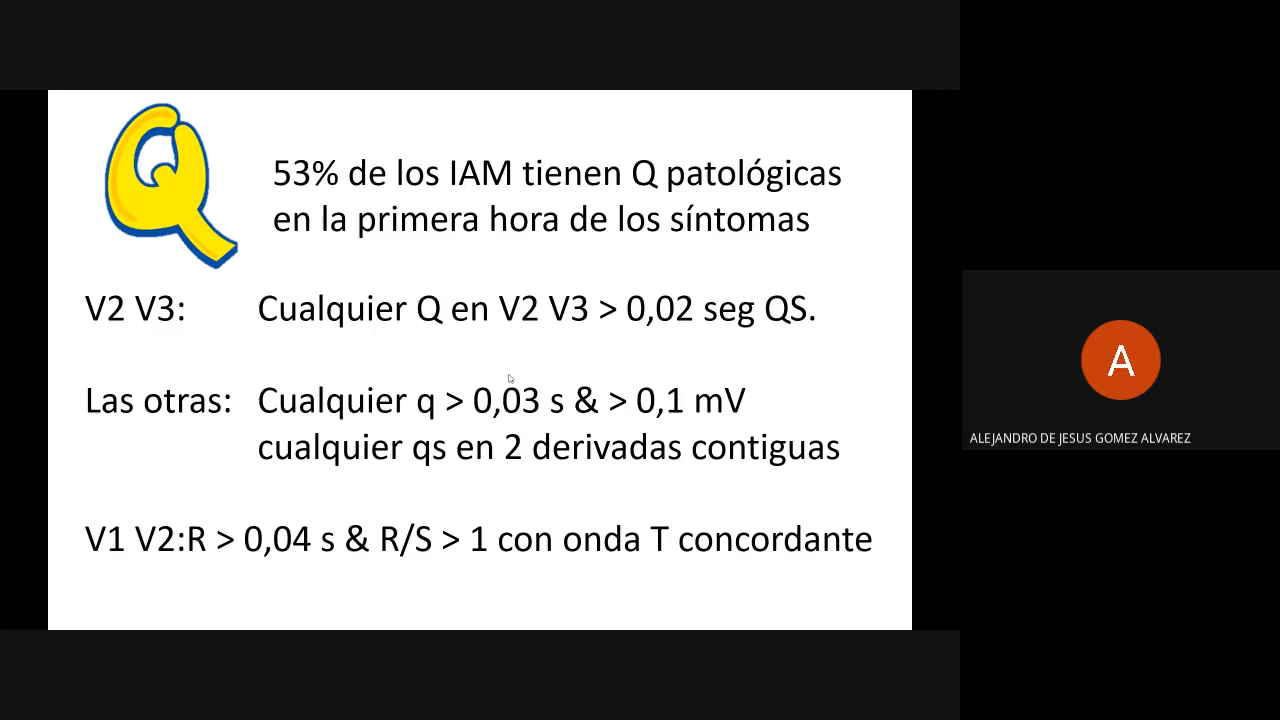 Q
53% de los IAM tienen Q patológicas
en la primera hora de los síntomas
V2 V3: Cualquier Q en V2 V3 > 0,02 seg QS.
Las otras: Cualquier q > 0,03 s & > 0,1 mV
cualquier qs en 2 derivadas contiguas
V1 V2:R > 0,04 s & R/S > 1 con onda T concordante
A
ALEJANDRO DE JESUS GOMEZ ALVAREZ